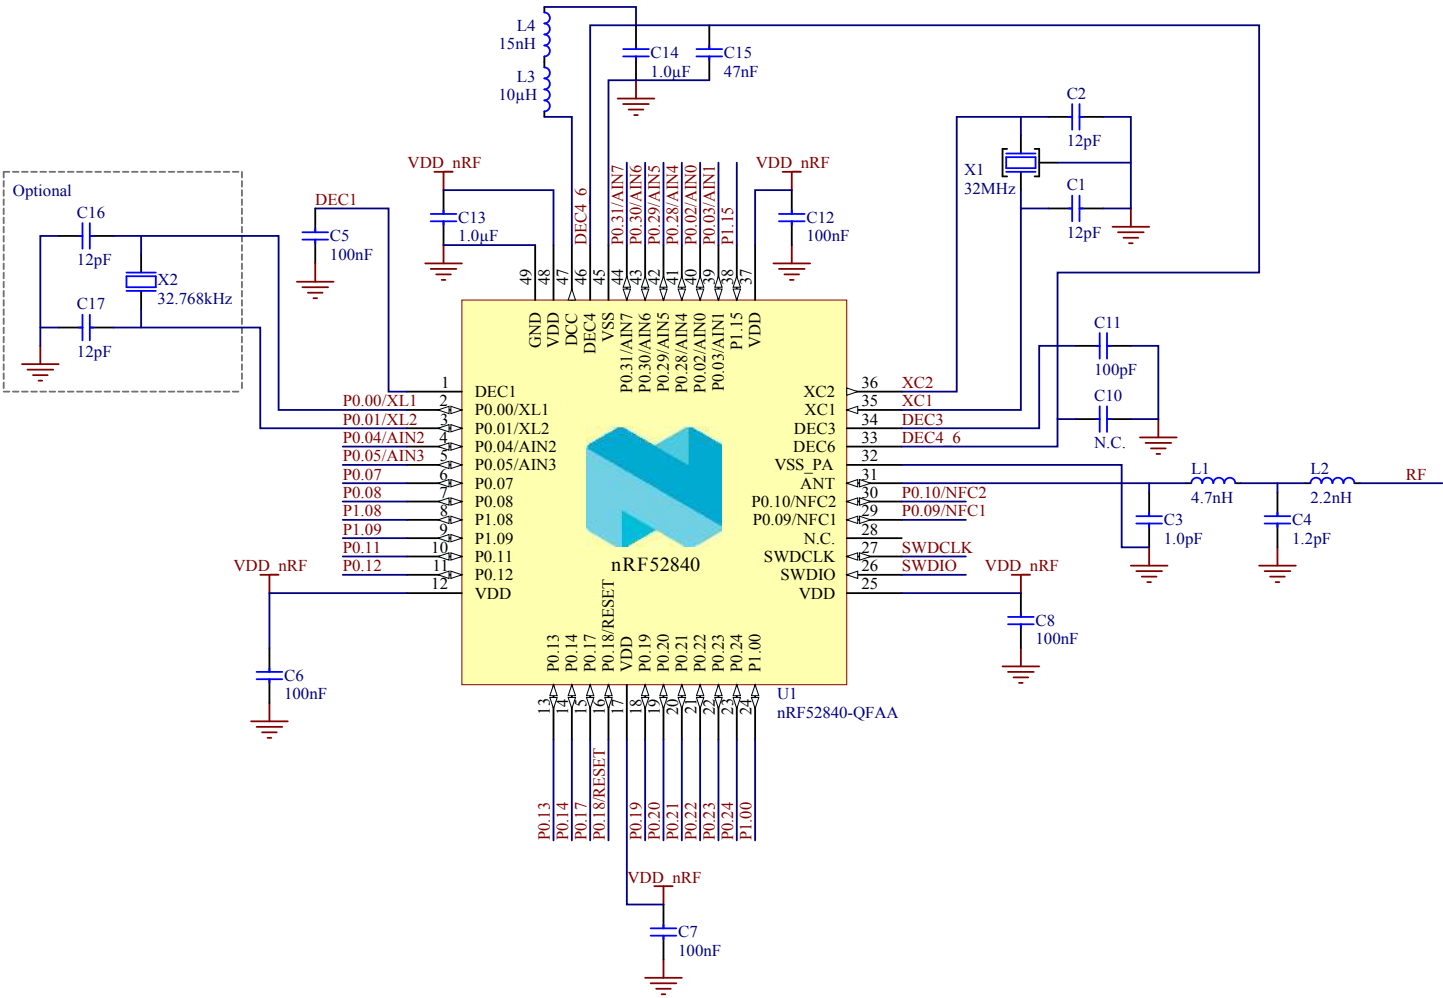 L4
15nH
L3
10µH
C14
1.0µF
C15
47nF
C2
12pF
X1
32MHz
C1
12pF
Optional
C16
12pF
X2
32.768kHz
C17
12pF
DEC1
C5
100nF
VDD_nRF
C13
1.0µF
DEC4_6
P0.31/AIN7
P0.30/AIN6
P0.29/AIN5
P0.28/AIN4
P0.02/AIN0
P0.03/AIN1
P1.15
VDD_nRF
C12
100nF
49
48
47
46
45
44
43
42
41
40
39
38
37
GND
VDD
DCC
DEC4
VSS
P0.31/AIN7
P0.30/AIN6
P0.29/AIN5
P0.28/AIN4
P0.02/AIN0
P0.03/AIN1
P1.15
VDD
C11
100pF
C10
N.C.
1 DEC1
P0.00/XL1 2 P0.00/XL1
P0.01/XL2 3 P0.01/XL2
P0.04/AIN2 4 P0.04/AIN2
P0.05/AIN3 5 P0.05/AIN3
P0.07 6 P0.07
P0.08 7 P0.08
P1.08 8 P1.08
P1.09 9 P1.09
P0.11 10 P0.11
P0.12 11 P0.12
12 VDD
XC2 36 XC2
XC1 35 XC1
DEC3 34 DEC3
DEC6 33 DEC4_6
VSS_PA 32
ANT 31
P0.10/NFC2 30 P0.10/NFC2
P0.09/NFC1 29 P0.09/NFC1
N.C. 28
SWDCLK 27 SWDCLK
SWDIO 26 SWDIO
VDD 25
nRF52840
L1
4.7nH
L2
2.2nH
RF
C3
1.0pF
C4
1.2pF
VDD_nRF
C6
100nF
VDD_nRF
C8
100nF
P0.13
P0.14
P0.17
P0.18/RESET
VDD
P0.19
P0.20
P0.21
P0.22
P0.23
P0.24
P1.00
13
14
15
16
17
18
19
20
21
22
23
24
U1
nRF52840-QFAA
P0.13
P0.14
P0.17
P0.18/RESET
P0.19
P0.20
P0.21
P0.22
P0.23
P0.24
P1.00
VDD_nRF
C7
100nF